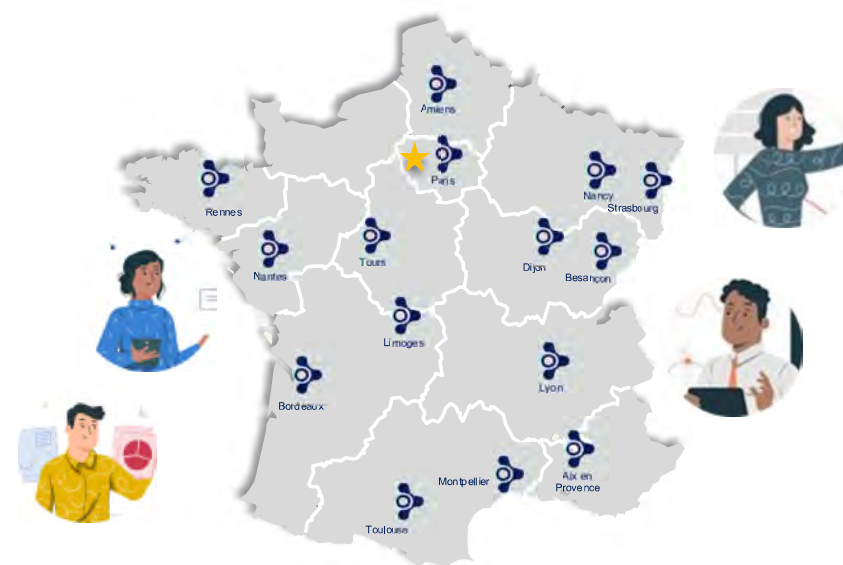 Amiens
Paris
Rennes
Nancy
Strasbourg
Nantes
Tours
Dijon
Besançon
Limoges
Lyon
Bordeaux
Montpellier
Aix en
Provence
Toulouse